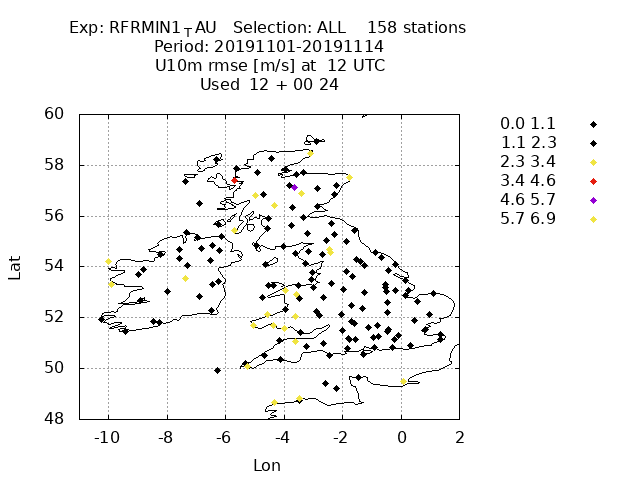 Exp: RFRMIN1TAU Selection: ALL 158 stations
Period: 20191101-20191114
U10m rmse [m/s] at 12 UTC
Used 12 + 00 24
60
58
56
54
52
50
48
-10 -8 -6 -4 -2 0 2
Lat
Lon
0.0 1.1
1.1 2.3
2.3 3.4
3.4 4.6
4.6 5.7
5.7 6.9